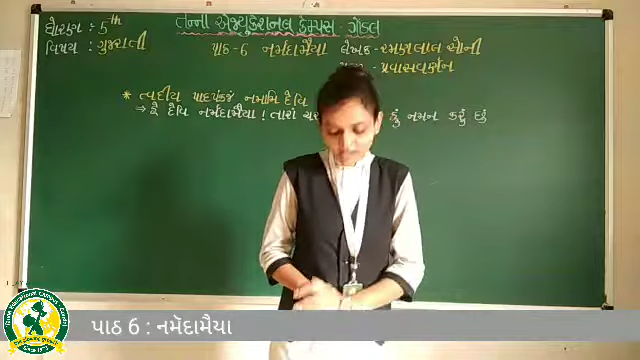 ધોરણ : 5th
તન્ના એજ્યુકેશનલ કેમ્પસ - ગોંડલ
વિષય : ગુજરાતી
પાઠ - 6 નર્મદામૈયા
લેખક - રમણલાલ સોની
- પ્રવાસવર્ણન
* ત્વદીય પાદપંકજં નમામિ દેવિ
→ હે દેવિ નર્મદામૈયા ! તારા ચર હું નમન કરું છું
પાઠ 6 : નર્મદામૈયા